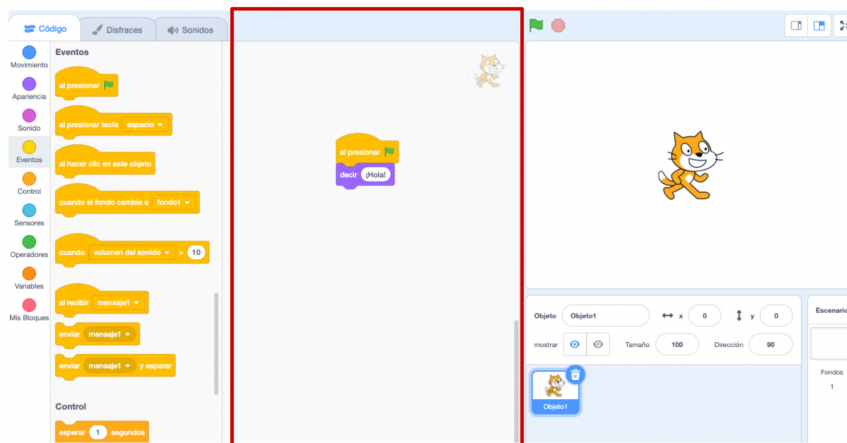 Código
Disfraces
Sonidos
Movimiento
Apariencia
Sonido
Eventos
Control
Sensores
Operadores
Variables
Mis Bloques
Eventos
al presionar
al presionar tecla espacio
al hacer clic en este objeto
cuando el fondo cambie a fondo1
cuando volumen del sonido > 10
al recibir mensaje1
enviar mensaje1
enviar mensaje1 y esperar
Control
esperar 1 segundos
al presionar
decir ¡Hola!
Objeto Objeto1 x 0 y 0
mostrar Tamaño 100 Dirección 90
Objeto1
Escenario
Fondos
1